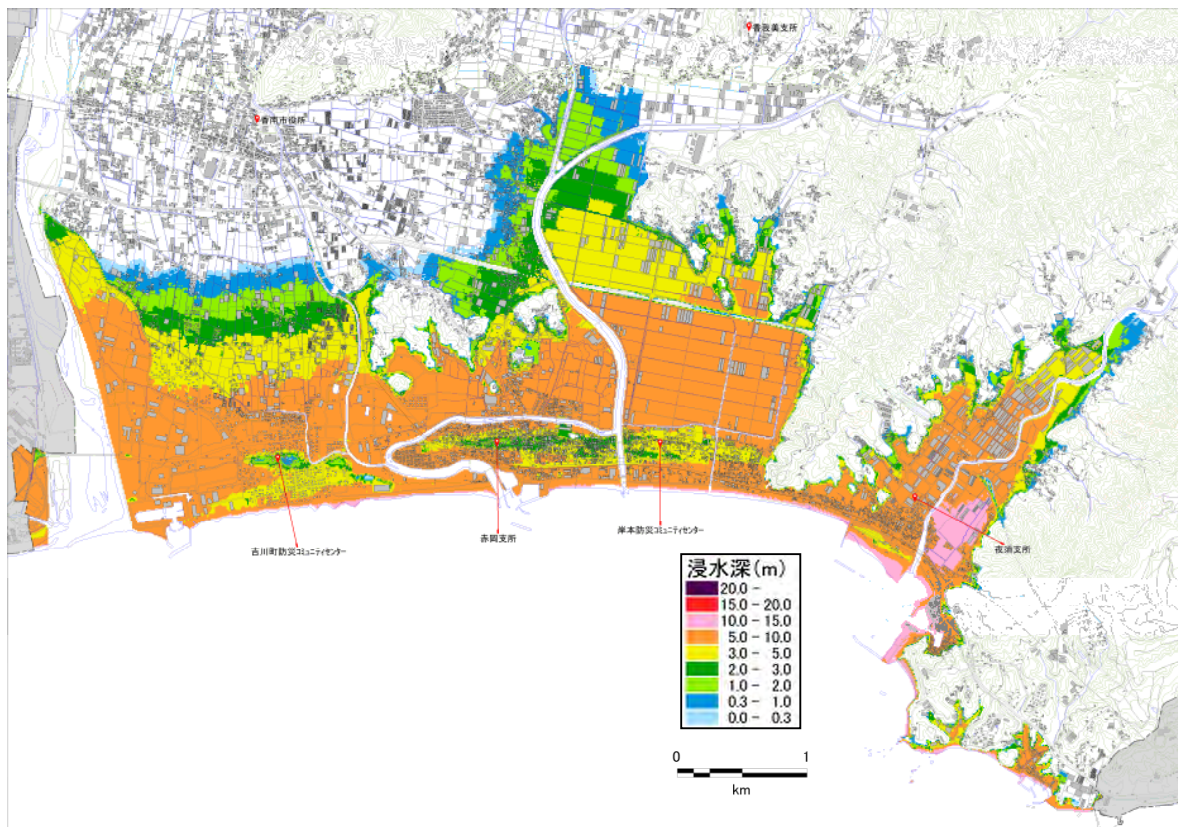 香我美支所
香南市役所
吉川町防災コミュニティセンター
赤岡支所
岸本防災コミュニティセンター
夜須支所
浸水深(m)
20.0 -
15.0 - 20.0
10.0 - 15.0
5.0 - 10.0
3.0 - 5.0
2.0 - 3.0
1.0 - 2.0
0.3 - 1.0
0.0 - 0.3
0 1
km